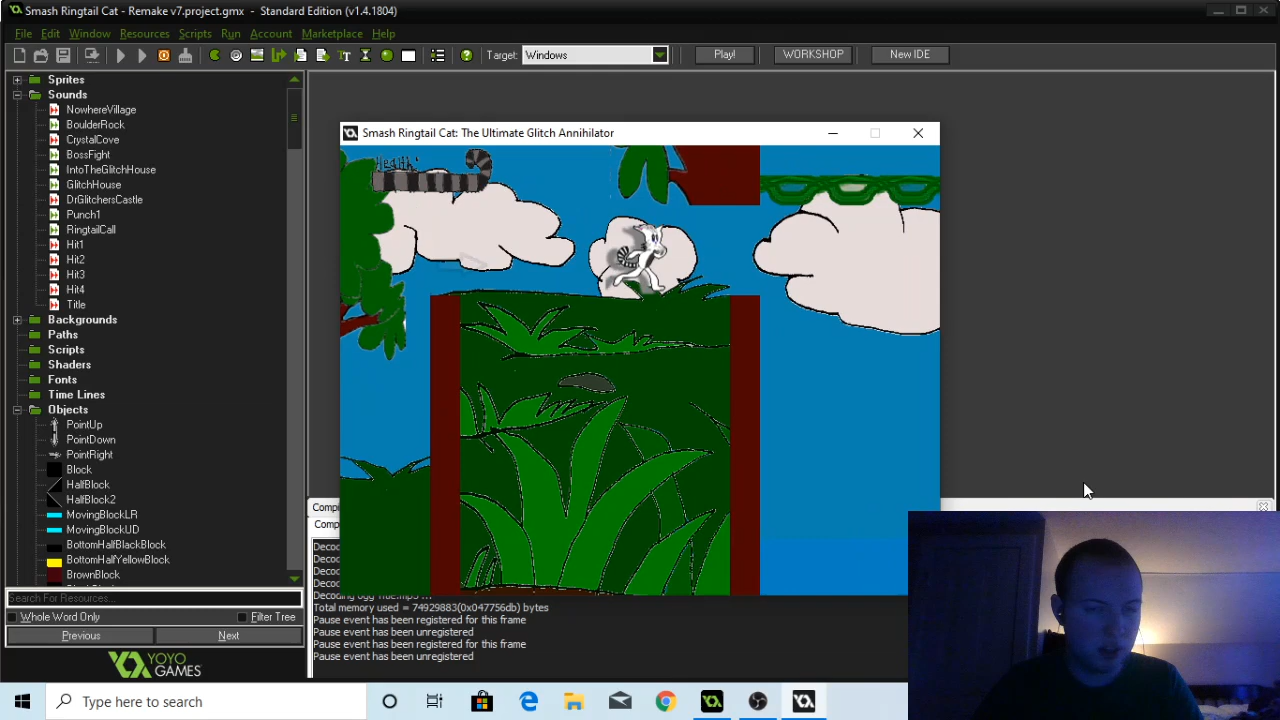 Smash Ringtail Cat - Remake v7.project.gmx - Standard Edition (v1.4.1804)
File Edit Window Resources Scripts Run Account Marketplace Help
Target: Windows Play! WORKSHOP New IDE
Sprites
Sounds
NowhereVillage
BoulderRock
CrystalCove
BossFight
IntoTheGlitchHouse
GlitchHouse
DrGlitchersCastle
Punch1
RingtailCall
Hit1
Hit2
Hit3
Hit4
Title
Backgrounds
Paths
Scripts
Shaders
Fonts
Time Lines
Objects
PointUp
PointDown
PointRight
Block
HalfBlock
HalfBlock2
MovingBlockLR
MovingBlockUD
BottomHalfBlackBlock
BottomHalfYellowBlock
BrownBlock
Search For Resources...
Whole Word Only Filter Tree
Previous Next
YOYO GAMES
Smash Ringtail Cat: The Ultimate Glitch Annihilator
Health
Total memory used = 74929883(0x047756db) bytes
Pause event has been registered for this frame
Pause event has been unregistered
Pause event has been registered for this frame
Pause event has been unregistered
Type here to search